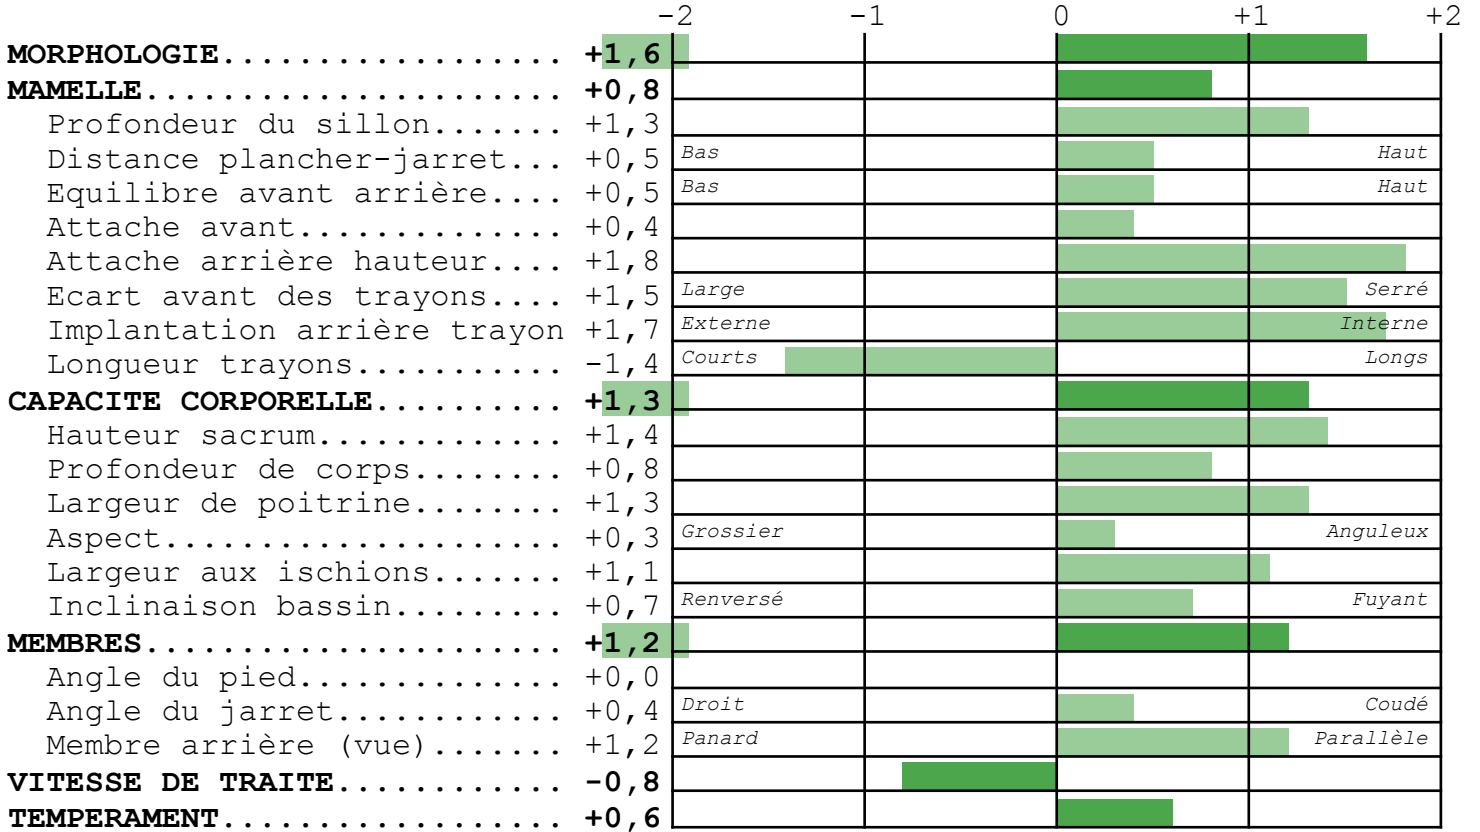 -2 -1 0 +1 +2
MORPHOLOGIE.................. +1,6
MAMELLE...................... +0,8
Profondeur du sillon....... +1,3
Distance plancher-jarret... +0,5 Bas Haut
Equilibre avant arrière.... +0,5 Bas Haut
Attache avant.............. +0,4
Attache arrière hauteur.... +1,8
Ecart avant des trayons.... +1,5 Large Serré
Implantation arrière trayon +1,7 Externe Interne
Longueur trayons........... -1,4 Courts Longs
CAPACITE CORPORELLE.......... +1,3
Hauteur sacrum............. +1,4
Profondeur de corps........ +0,8
Largeur de poitrine........ +1,3
Aspect..................... +0,3 Grossier Anguleux
Largeur aux ischions....... +1,1
Inclinaison bassin......... +0,7 Renversé Fuyant
MEMBRES...................... +1,2
Angle du pied.............. +0,0
Angle du jarret............ +0,4 Droit Coudé
Membre arrière (vue)....... +1,2 Panard Parallèle
VITESSE DE TRAITE............ -0,8
TEMPERAMENT.................. +0,6